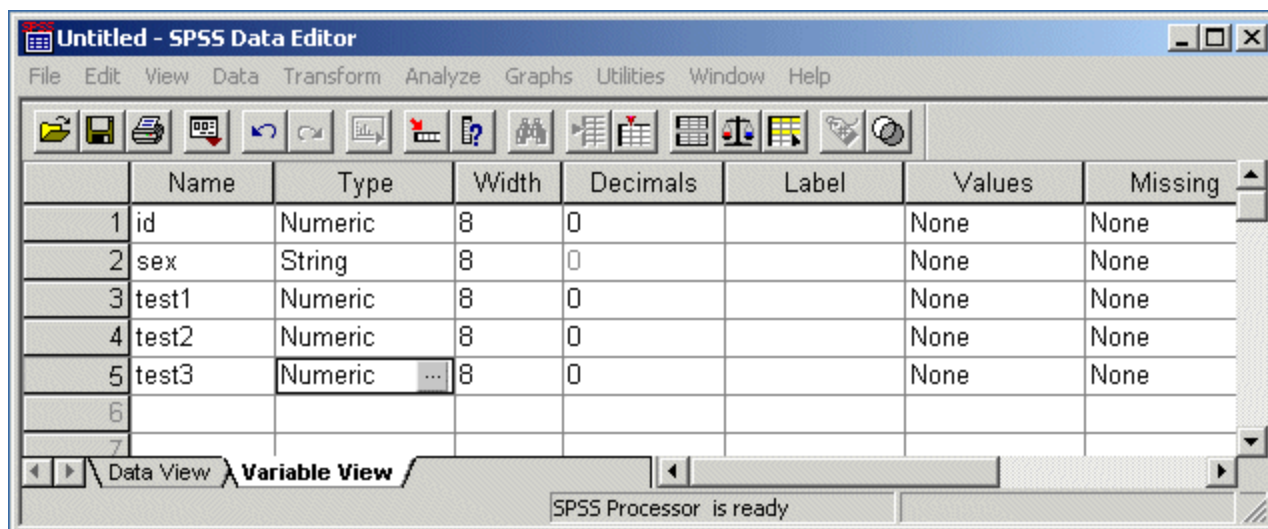 SPSS
Untitled - SPSS Data Editor
File Edit View Data Transform Analyze Graphs Utilities Window Help
Name Type Width Decimals Label Values Missing
1 id Numeric 8 0 None None
2 sex String 8 0 None None
3 test1 Numeric 8 0 None None
4 test2 Numeric 8 0 None None
5 test3 Numeric ... 8 0 None None
6
7
Data View Variable View
SPSS Processor is ready